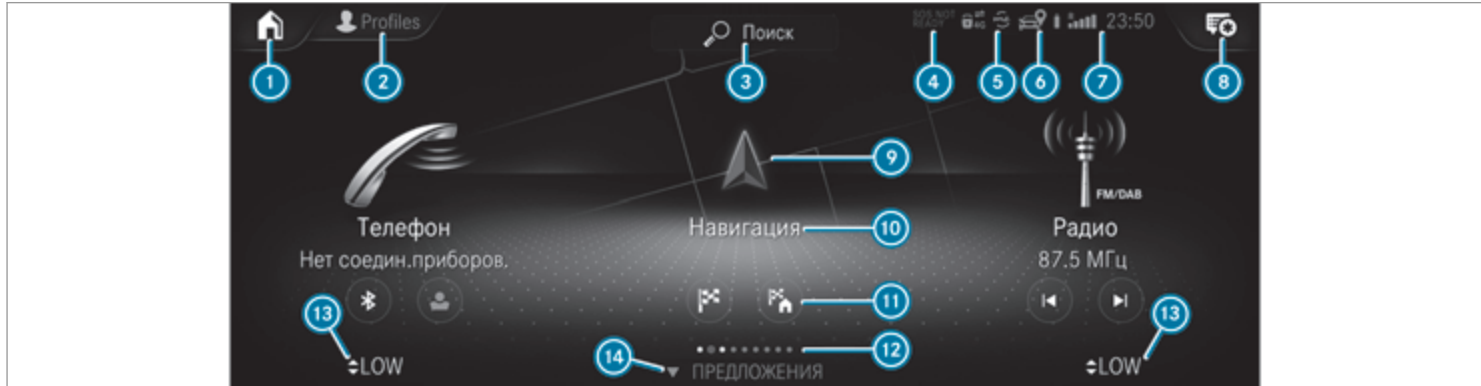 Profiles
Поиск
SOS NOT
READY
4G
23:50
1
2
3
4
5
6
7
8
9
FM/DAB
Телефон
Навигация
10
Радио
Нет соедин.приборов.
87.5 МГц
11
13
13
12
14
LOW
ПРЕДЛОЖЕНИЯ
LOW